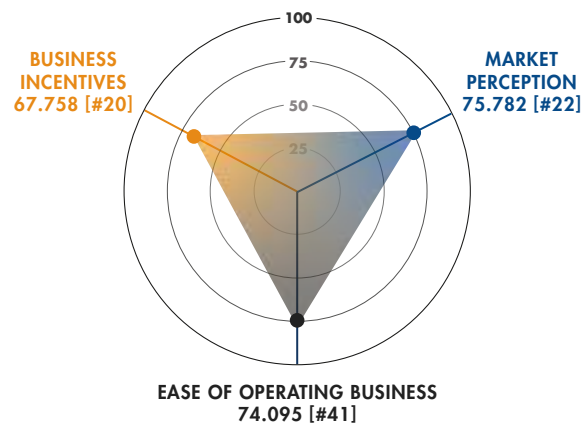 100
75
50
25
BUSINESS
INCENTIVES
67.758 [#20]
MARKET
PERCEPTION
75.782 [#22]
EASE OF OPERATING BUSINESS
74.095 [#41]